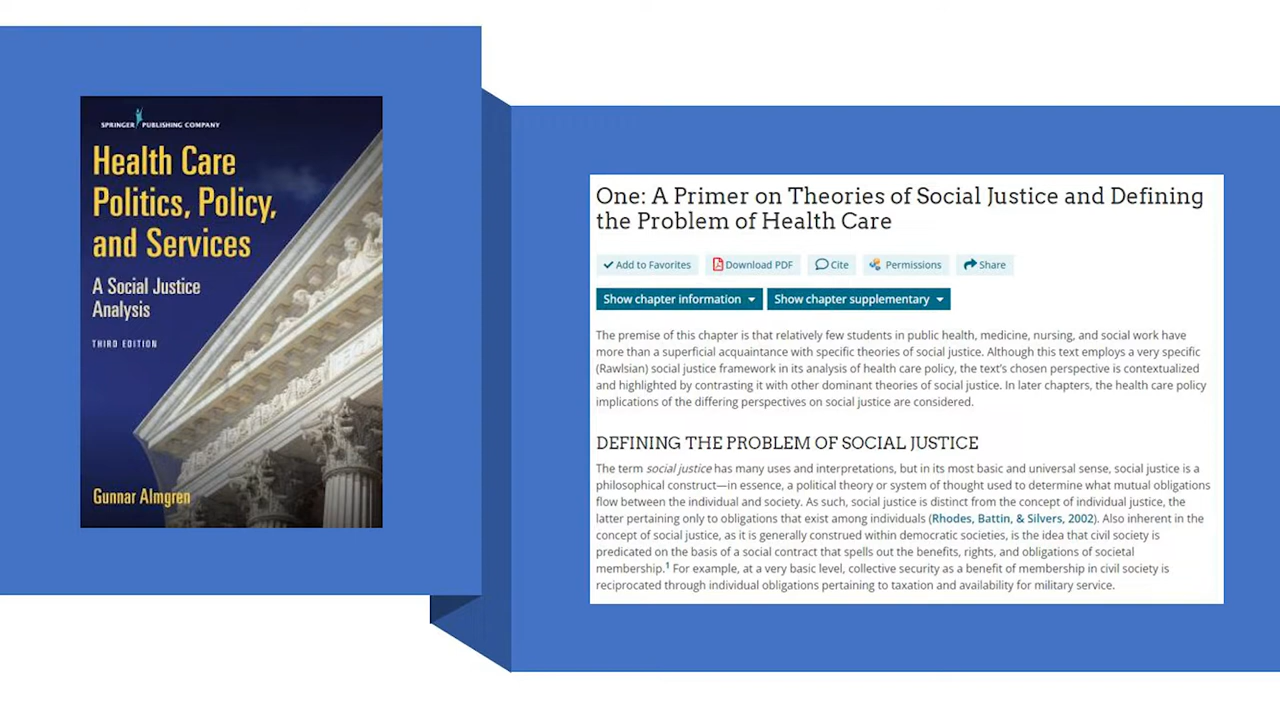 SPRINGER PUBLISHING COMPANY
Health Care
Politics, Policy,
and Services
A Social Justice
Analysis
THIRD EDITION
Gunnar Almgren
One: A Primer on Theories of Social Justice and Defining
the Problem of Health Care
Add to Favorites Download PDF Cite Permissions Share
Show chapter information Show chapter supplementary
The premise of this chapter is that relatively few students in public health, medicine, nursing, and social work have
more than a superficial acquaintance with specific theories of social justice. Although this text employs a very specific
(Rawlsian) social justice framework in its analysis of health care policy, the text's chosen perspective is contextualized
and highlighted by contrasting it with other dominant theories of social justice. In later chapters, the health care policy
implications of the differing perspectives on social justice are considered.
DEFINING THE PROBLEM OF SOCIAL JUSTICE
The term social justice has many uses and interpretations, but in its most basic and universal sense, social justice is a
philosophical construct—in essence, a political theory or system of thought used to determine what mutual obligations
flow between the individual and society. As such, social justice is distinct from the concept of individual justice, the
latter pertaining only to obligations that exist among individuals (Rhodes, Battin, & Silvers, 2002). Also inherent in the
concept of social justice, as it is generally construed within democratic societies, is the idea that civil society is
predicated on the basis of a social contract that spells out the benefits, rights, and obligations of societal
membership.1 For example, at a very basic level, collective security as a benefit of membership in civil society is
reciprocated through individual obligations pertaining to taxation and availability for military service.